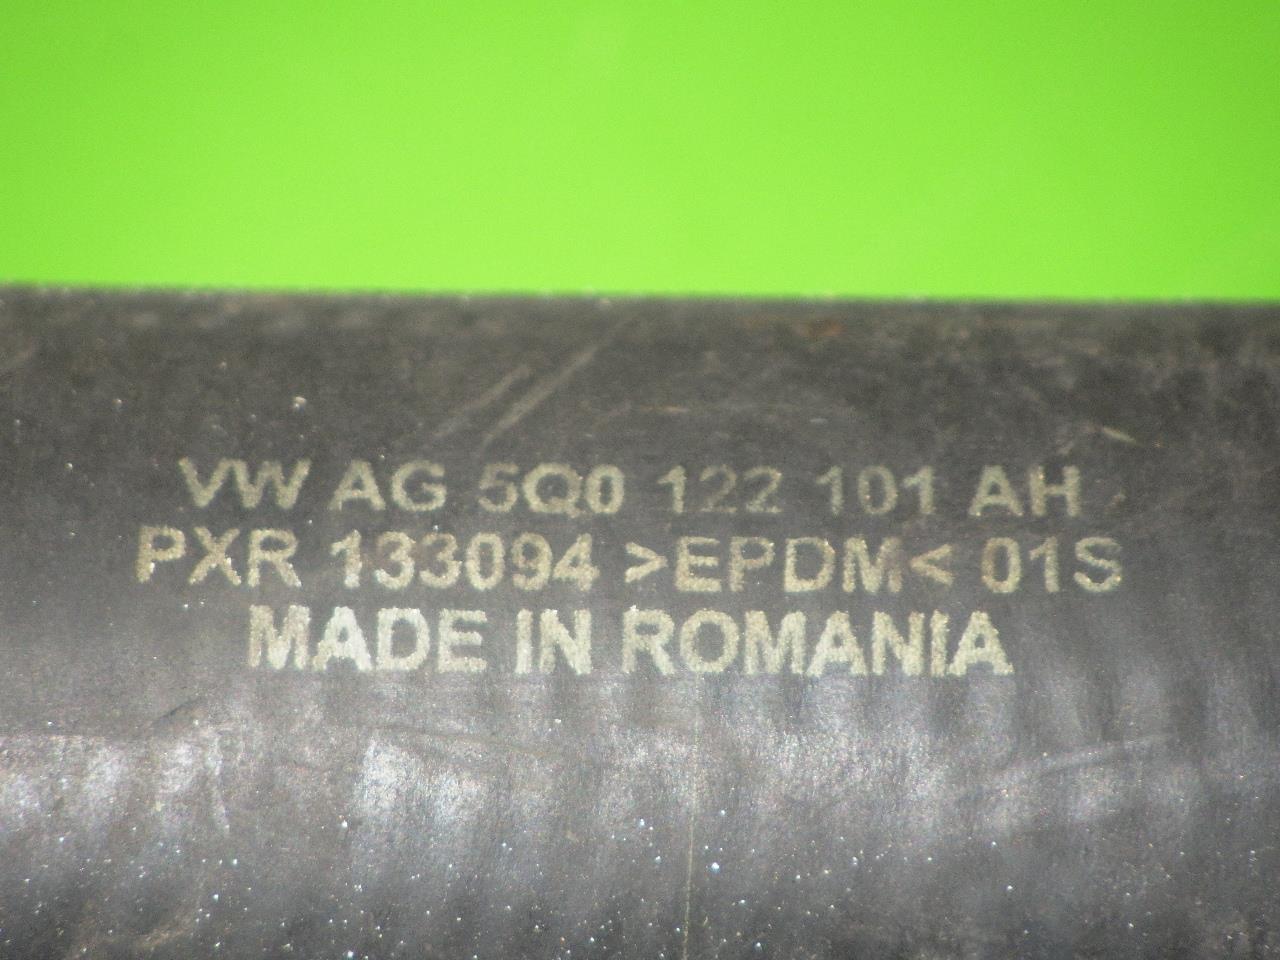 VW AG 5Q0 122 101 AH
PXR 133094 >EPDM< 01S
MADE IN ROMANIA